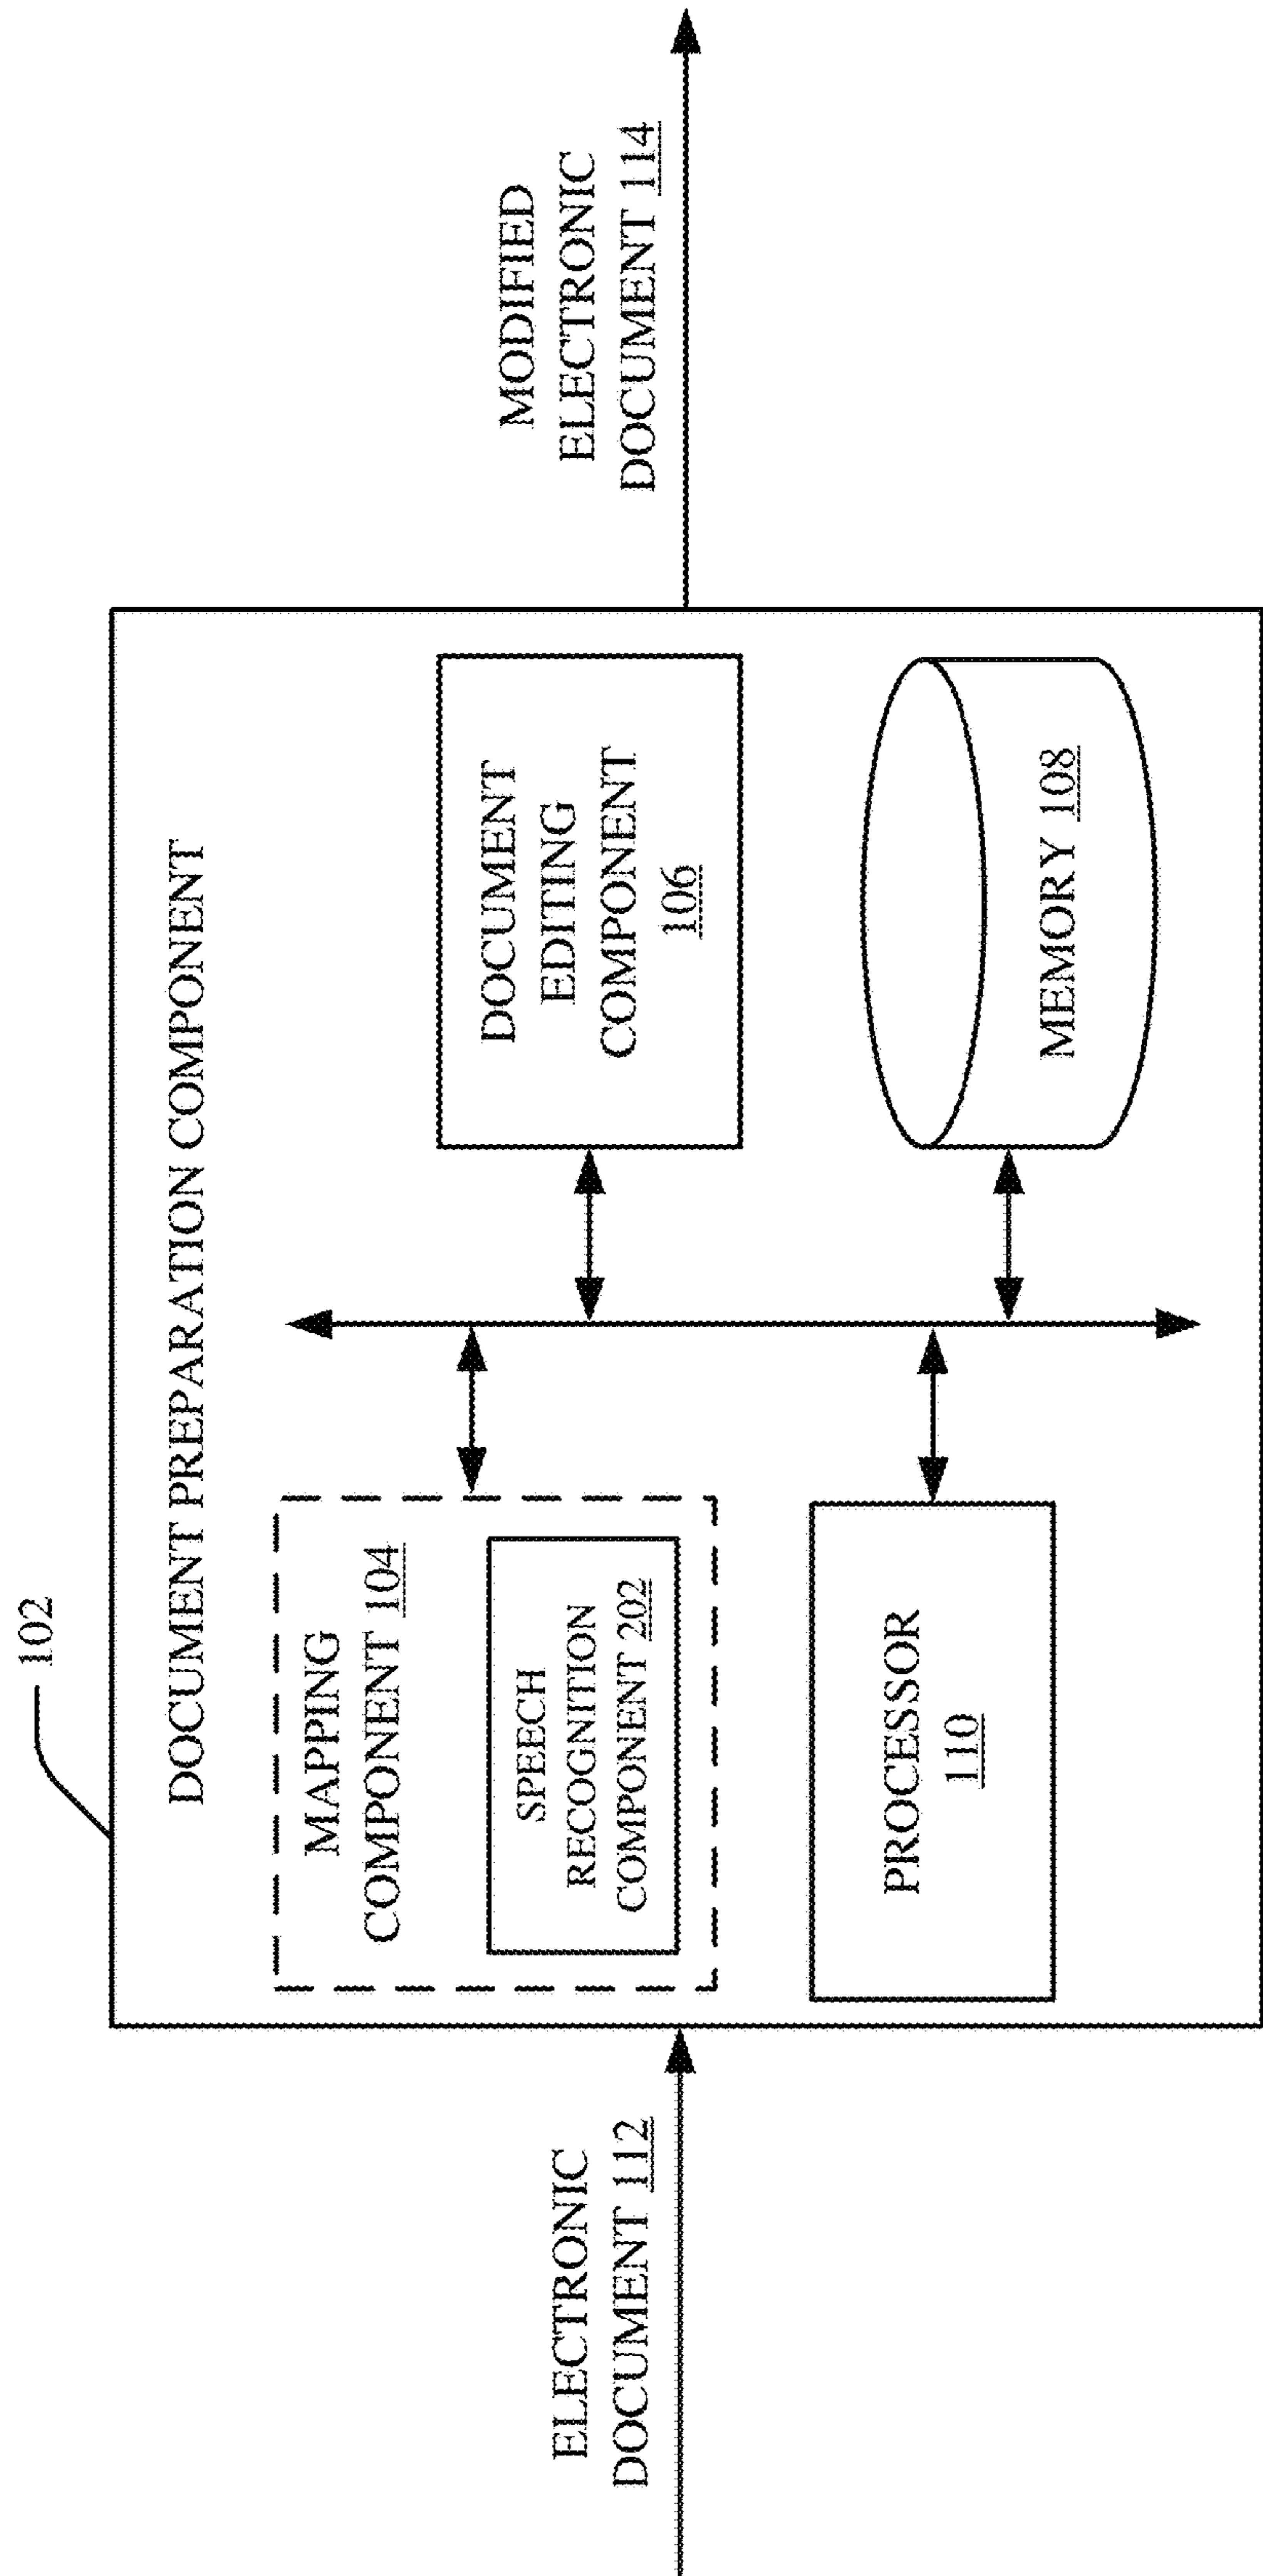 102
DOCUMENT PREPARATION COMPONENT
MAPPING
COMPONENT 104
SPEECH
RECOGNITION
COMPONENT 202
DOCUMENT
EDITING
COMPONENT
106
PROCESSOR
110
MEMORY 108
ELECTRONIC
DOCUMENT 112
MODIFIED
ELECTRONIC
DOCUMENT 114